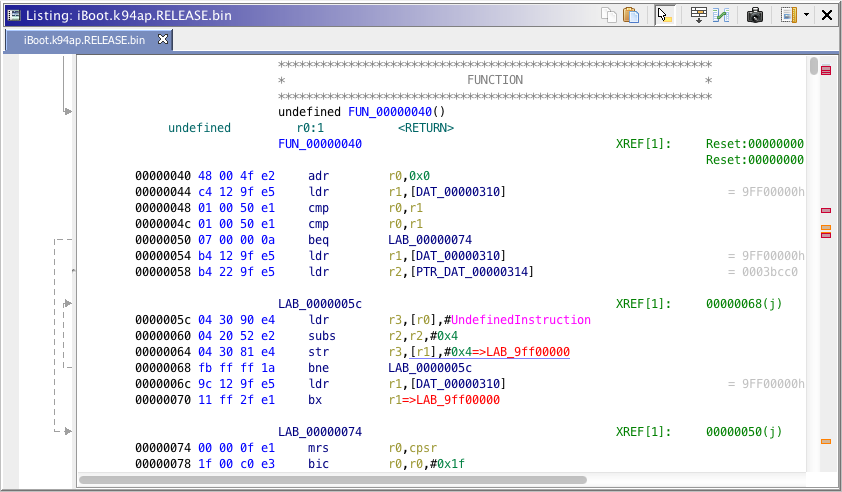 Listing: iBoot.k94ap.RELEASE.bin
iBoot.k94ap.RELEASE.bin
**************************************************************
* FUNCTION *
**************************************************************
undefined FUN_00000040()
undefined r0:1 <RETURN>
FUN_00000040 XREF[1]: Reset:00000000
Reset:00000000
00000040 48 00 4f e2 adr r0,0x0
00000044 c4 12 9f e5 ldr r1,[DAT_00000310] = 9FF00000h
00000048 01 00 50 e1 cmp r0,r1
0000004c 01 00 50 e1 cmp r0,r1
00000050 07 00 00 0a beq LAB_00000074
00000054 b4 12 9f e5 ldr r1,[DAT_00000310] = 9FF00000h
00000058 b4 22 9f e5 ldr r2,[PTR_DAT_00000314] = 0003bcc0
LAB_0000005c XREF[1]: 00000068(j)
0000005c 04 30 90 e4 ldr r3,[r0],#UndefinedInstruction
00000060 04 20 52 e2 subs r2,r2,#0x4
00000064 04 30 81 e4 str r3,[r1],#0x4=>LAB_9ff00000
00000068 fb ff ff 1a bne LAB_0000005c
0000006c 9c 12 9f e5 ldr r1,[DAT_00000310] = 9FF00000h
00000070 11 ff 2f e1 bx r1=>LAB_9ff00000
LAB_00000074 XREF[1]: 00000050(j)
00000074 00 00 0f e1 mrs r0,cpsr
00000078 1f 00 c0 e3 bic r0,r0,#0x1f